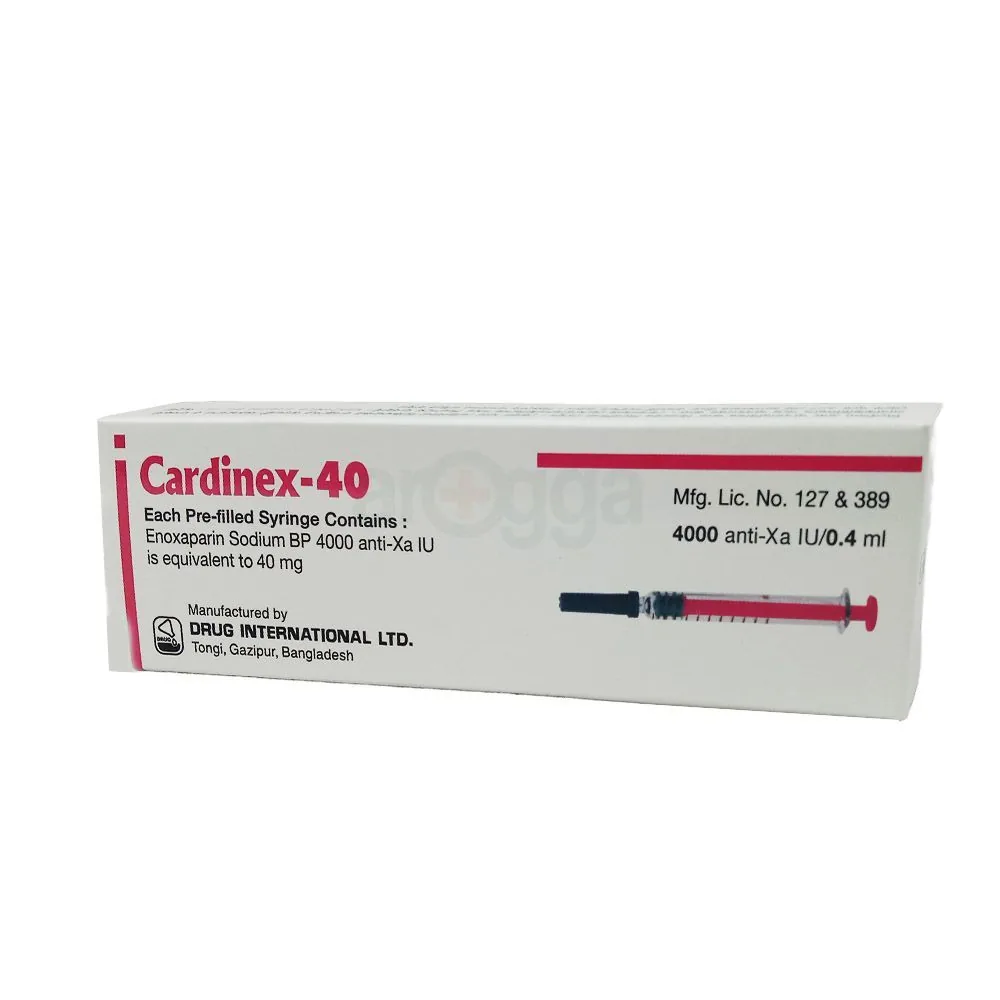 Cardinex-40
Each Pre-filled Syringe Contains :
Enoxaparin Sodium BP 4000 anti-Xa IU
is equivalent to 40 mg
Manufactured by
DRUG
DRUG INTERNATIONAL LTD.
Tongi, Gazipur, Bangladesh
Mfg. Lic. No. 127 & 389
4000 anti-Xa IU/0.4 ml
arogga